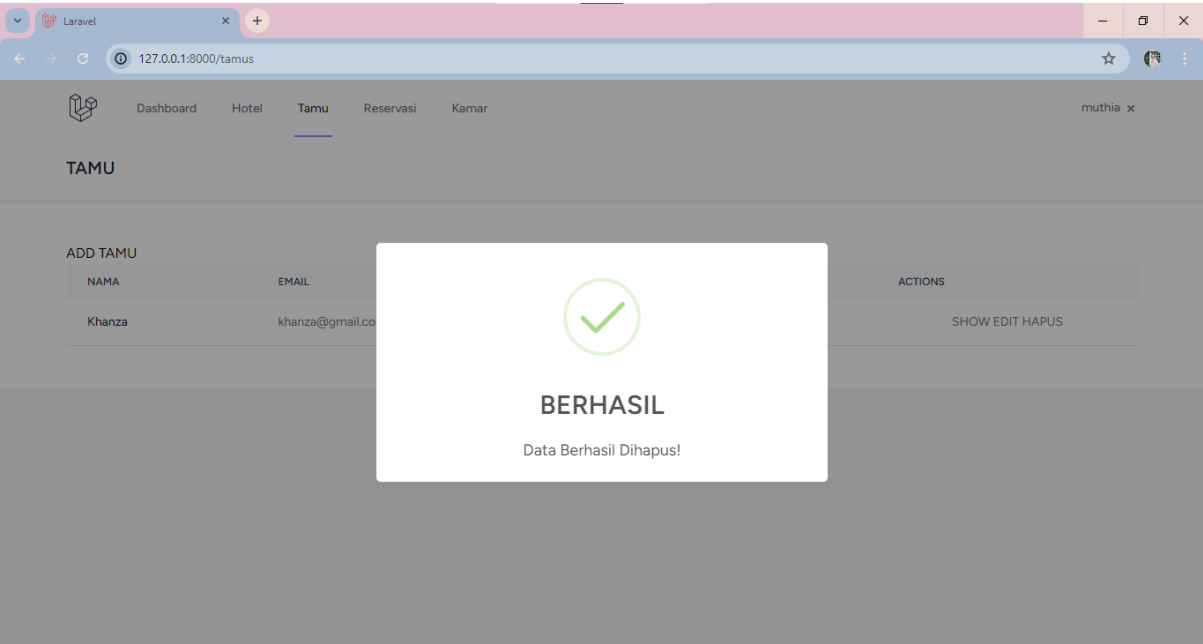 Laravel
127.0.0.1:8000/tamus
Dashboard Hotel Tamu Reservasi Kamar muthia
TAMU
ADD TAMU
NAMA EMAIL ACTIONS
Khanza khanza@gmail.co SHOW EDIT HAPUS
BERHASIL
Data Berhasil Dihapus!